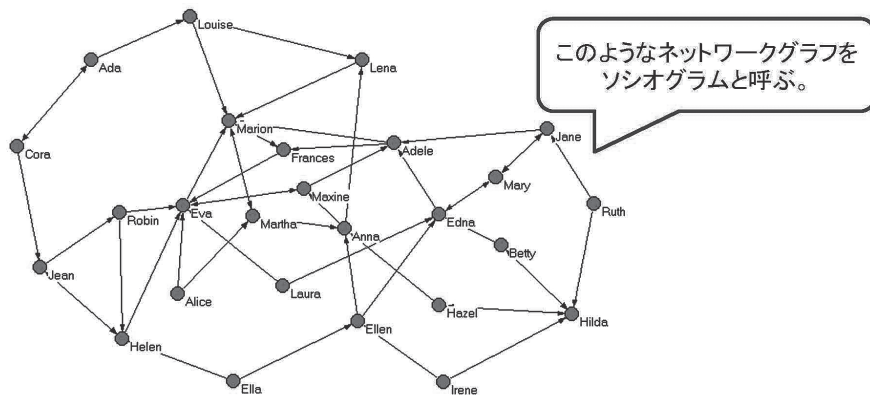 Louise
Ada
Lena
このようなネットワークグラフを
ソシオグラムと呼ぶ。
Marion
Jane
Adele
Frances
Cora
Mary
Maxine
Robin
Eva
Martha
Anna
Edna
Ruth
Betty
Jean
Alice
Laura
Hazel
Hilda
Helen
Ellen
Ella
Irene